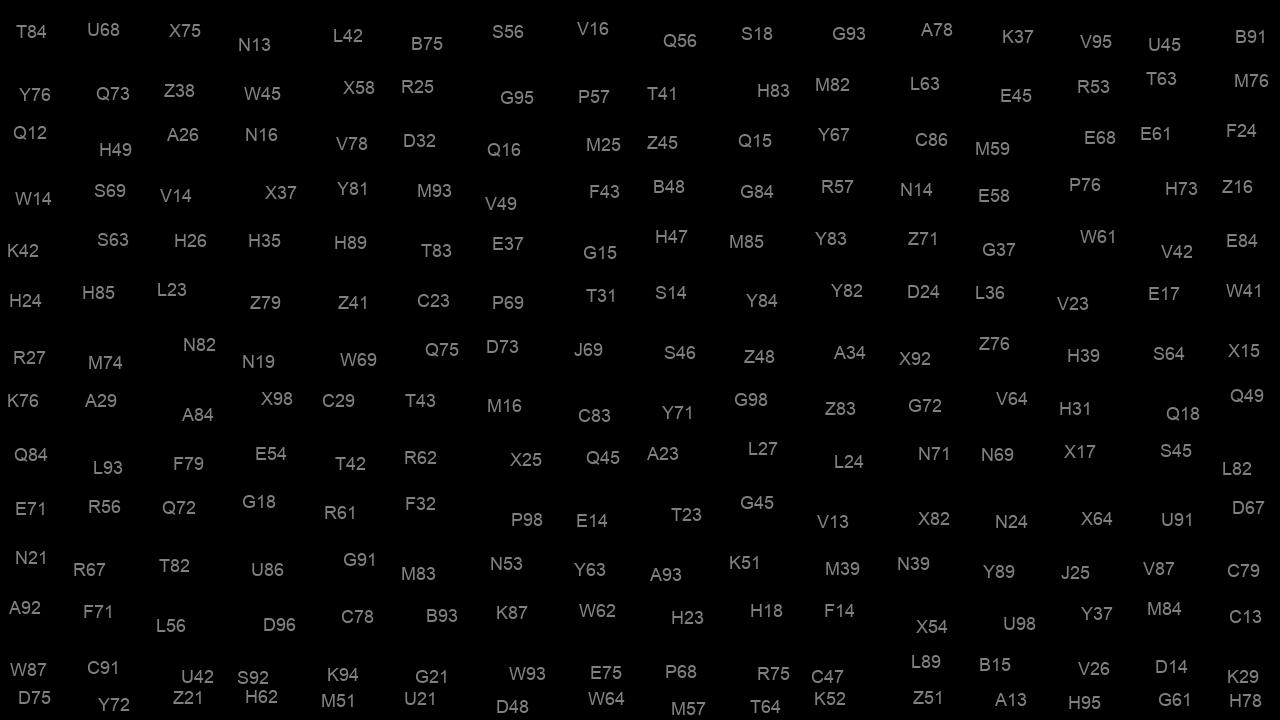 T84 U68 X75 N13 L42 B75 S56 V16 Q56 S18 G93 A78 K37 V95 U45 B91
Y76 Q73 Z38 W45 X58 R25 G95 P57 T41 H83 M82 L63 E45 R53 T63 M76
Q12 H49 A26 N16 V78 D32 Q16 M25 Z45 Q15 Y67 C86 M59 E68 E61 F24
W14 S69 V14 X37 Y81 M93 V49 F43 B48 G84 R57 N14 E58 P76 H73 Z16
K42 S63 H26 H35 H89 T83 E37 G15 H47 M85 Y83 Z71 G37 W61 V42 E84
H24 H85 L23 Z79 Z41 C23 P69 T31 S14 Y84 Y82 D24 L36 V23 E17 W41
R27 M74 N82 N19 W69 Q75 D73 J69 S46 Z48 A34 X92 Z76 H39 S64 X15
K76 A29 A84 X98 C29 T43 M16 C83 Y71 G98 Z83 G72 V64 H31 Q18 Q49
Q84 L93 F79 E54 T42 R62 X25 Q45 A23 L27 L24 N71 N69 X17 S45 L82
E71 R56 Q72 G18 R61 F32 P98 E14 T23 G45 V13 X82 N24 X64 U91 D67
N21 R67 T82 U86 G91 M83 N53 Y63 A93 K51 M39 N39 Y89 J25 V87 C79
A92 F71 L56 D96 C78 B93 K87 W62 H23 H18 F14 X54 U98 Y37 M84 C13
W87 C91 U42 S92 K94 G21 W93 E75 P68 R75 C47 L89 B15 V26 D14 K29
D75 Y72 Z21 H62 M51 U21 D48 W64 M57 T64 K52 Z51 A13 H95 G61 H78